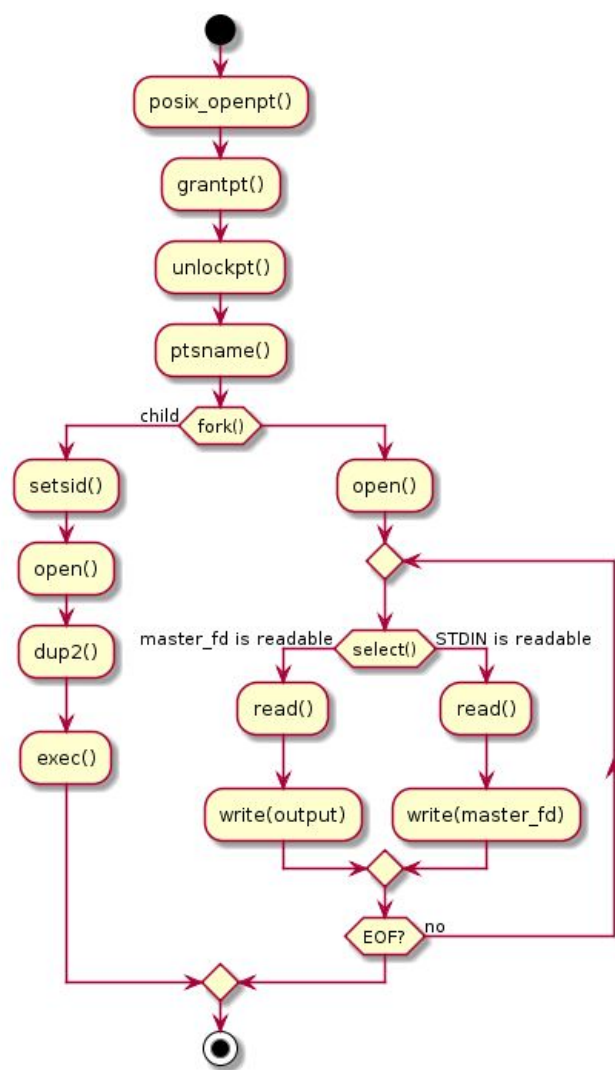 posix_openpt()
grantpt()
unlockpt()
ptsname()
child
fork()
setsid()
open()
dup2()
exec()
open()
master_fd is readable
select()
STDIN is readable
read()
write(output)
read()
write(master_fd)
EOF?
no